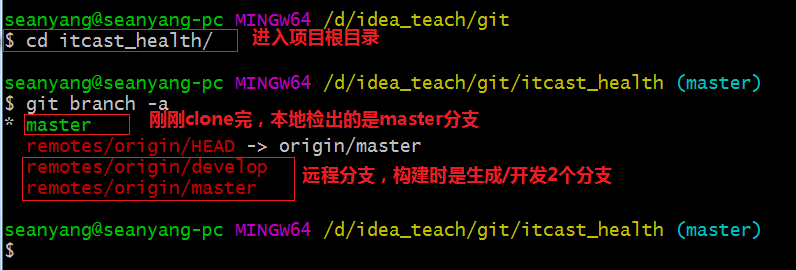 seanyang@seanyang-pc MINGW64 /d/idea_teach/git
$ cd itcast_health/ 进入项目根目录
seanyang@seanyang-pc MINGW64 /d/idea_teach/git/itcast_health (master)
$ git branch -a
* master 刚刚clone完，本地检出的是master分支
remotes/origin/HEAD -> origin/master
remotes/origin/develop
remotes/origin/master
远程分支，构建时是生成/开发2个分支
seanyang@seanyang-pc MINGW64 /d/idea_teach/git/itcast_health (master)
$